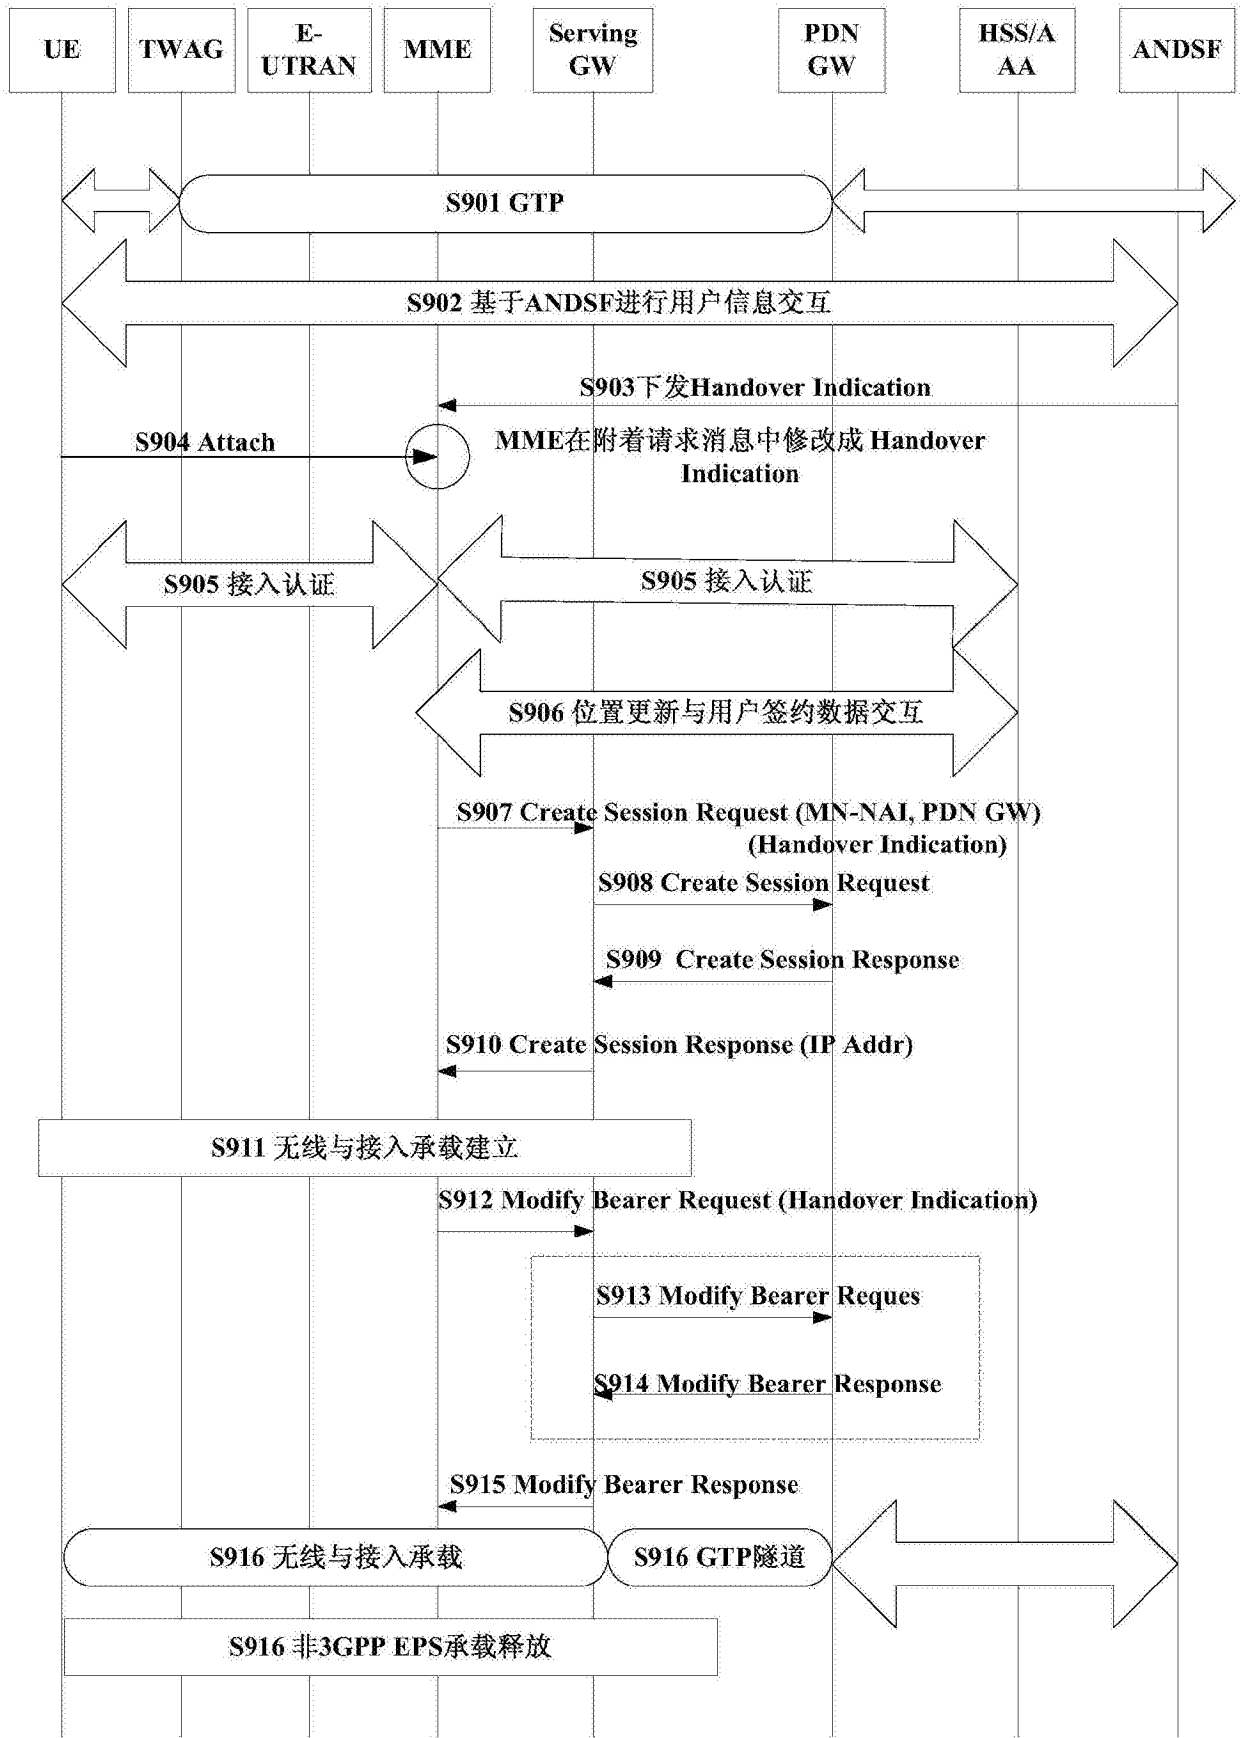 UE
TWAG
E-
UTRAN
MME
Serving
GW
PDN
GW
HSS/A
AA
ANDSF
S901 GTP
S902 基于ANDSF进行用户信息交互
S903下发Handover Indication
S904 Attach
MME在附着请求消息中修改成 Handover
Indication
S905 接入认证
S905 接入认证
S906 位置更新与用户签约数据交互
S907 Create Session Request (MN-NAI, PDN GW)
(Handover Indication)
S908 Create Session Request
S909 Create Session Response
S910 Create Session Response (IP Addr)
S911 无线与接入承载建立
S912 Modify Bearer Request (Handover Indication)
S913 Modify Bearer Reques
S914 Modify Bearer Response
S915 Modify Bearer Response
S916 无线与接入承载
S916 GTP隧道
S916 非3GPP EPS承载释放